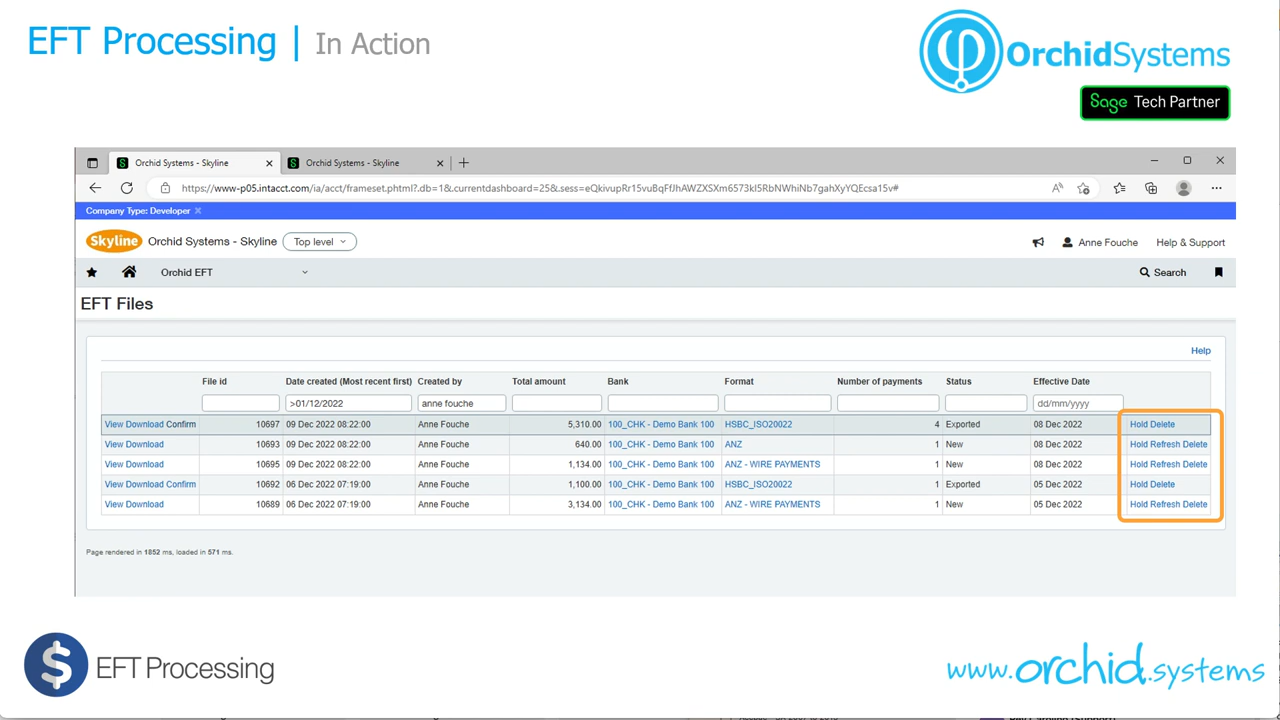 EFT Processing | In Action
OrchidSystems
Sage Tech Partner
Orchid Systems - Skyline
Orchid Systems - Skyline
https://www-p05.intacct.com/ia/acct/frameset.phtml?.db=1&.currentdashboard=25&.sess=eQkivupRr15vuBqFfJhAWZXSXm6573kI5RbNWhiNb7gahXyYQEcsa15v#
Company Type: Developer
Skyline Orchid Systems - Skyline Top level Anne Fouche Help & Support
Orchid EFT Search
EFT Files
Help
File id Date created (Most recent first) Created by Total amount Bank Format Number of payments Status Effective Date
>01/12/2022 anne fouche dd/mm/yyyy
View Download Confirm 10697 09 Dec 2022 08:22:00 Anne Fouche 5,310.00 100_CHK - Demo Bank 100 HSBC_ISO20022 4 Exported 08 Dec 2022 Hold Delete
View Download 10693 09 Dec 2022 08:22:00 Anne Fouche 640.00 100_CHK - Demo Bank 100 ANZ 1 New 08 Dec 2022 Hold Refresh Delete
View Download 10695 09 Dec 2022 08:22:00 Anne Fouche 1,134.00 100_CHK - Demo Bank 100 ANZ - WIRE PAYMENTS 1 New 08 Dec 2022 Hold Refresh Delete
View Download Confirm 10692 06 Dec 2022 07:19:00 Anne Fouche 1,100.00 100_CHK - Demo Bank 100 HSBC_ISO20022 1 Exported 05 Dec 2022 Hold Delete
View Download 10689 06 Dec 2022 07:19:00 Anne Fouche 3,134.00 100_CHK - Demo Bank 100 ANZ - WIRE PAYMENTS 1 New 05 Dec 2022 Hold Refresh Delete
Page rendered in 1852 ms, loaded in 571 ms.
EFT Processing
www.orchid.systems